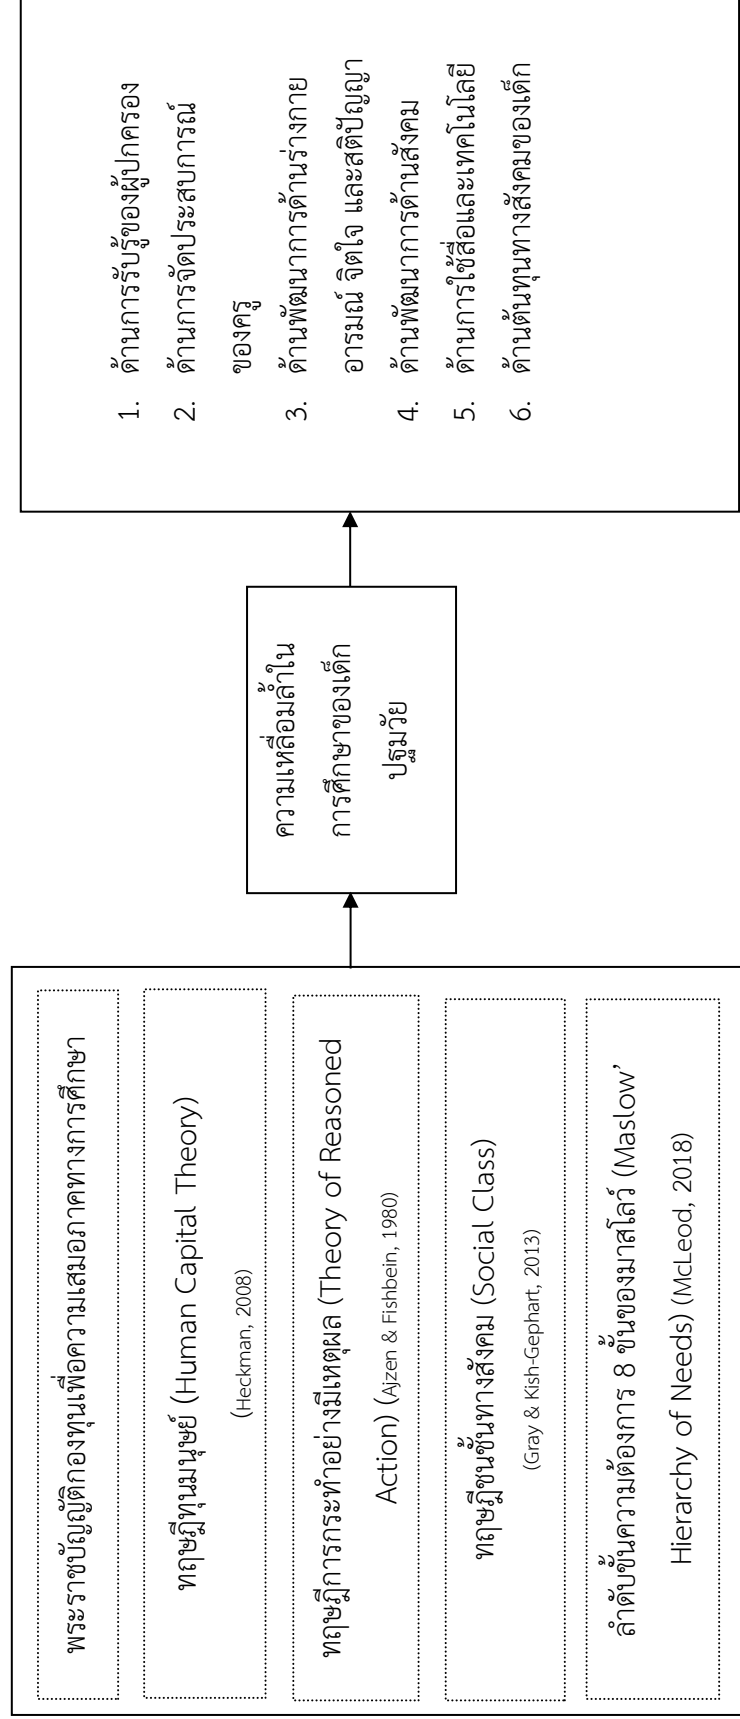 พระราชบัญญัติกองทุนเพื่อความเสมอภาคทางการศึกษา
ทฤษฎีทุนมนุษย์ (Human Capital Theory)
(Heckman, 2008)
ทฤษฎีการกระทำอย่างมีเหตุผล (Theory of Reasoned
Action) (Ajzen & Fishbein, 1980)
ทฤษฎีชนชั้นทางสังคม (Social Class)
(Gray & Kish-Gephart, 2013)
ลำดับขั้นความต้องการ 8 ขั้นของมาสโลว์ (Maslow’
Hierarchy of Needs) (McLeod, 2018)
ความเหลื่อมล้ำใน
การศึกษาของเด็ก
ปฐมวัย
1. ด้านการรับรู้ของผู้ปกครอง
2. ด้านการจัดประสบการณ์
ของครู
3. ด้านพัฒนาการด้านร่างกาย
อารมณ์ จิตใจ และสติปัญญา
4. ด้านพัฒนาการด้านสังคม
5. ด้านการใช้สื่อและเทคโนโลยี
6. ด้านต้นทุนทางสังคมของเด็ก